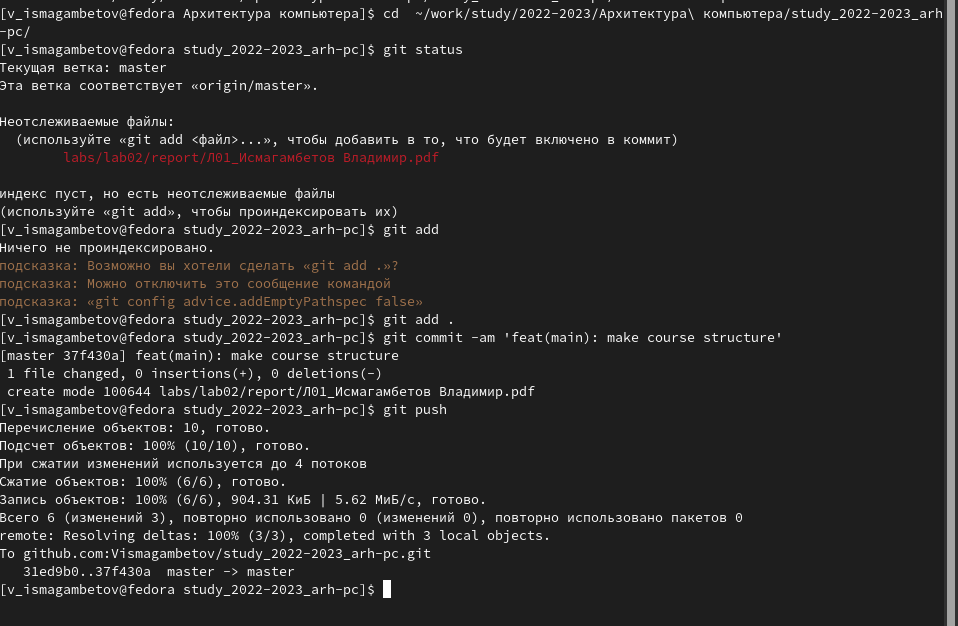 [v_ismagambetov@fedora Архитектура компьютера]$ cd  ~/work/study/2022-2023/Архитектура\ компьютера/study_2022-2023_arh
-pc/
[v_ismagambetov@fedora study_2022-2023_arh-pc]$ git status
Текущая ветка: master
Эта ветка соответствует «origin/master».
Неотслеживаемые файлы:
  (используйте «git add <файл>...», чтобы добавить в то, что будет включено в коммит)
        labs/lab02/report/Л01_Исмагамбетов Владимир.pdf
индекс пуст, но есть неотслеживаемые файлы
(используйте «git add», чтобы проиндексировать их)
[v_ismagambetov@fedora study_2022-2023_arh-pc]$ git add
Ничего не проиндексировано.
подсказка: Возможно вы хотели сделать «git add .»?
подсказка: Можно отключить это сообщение командой
подсказка: «git config advice.addEmptyPathspec false»
[v_ismagambetov@fedora study_2022-2023_arh-pc]$ git add .
[v_ismagambetov@fedora study_2022-2023_arh-pc]$ git commit -am 'feat(main): make course structure'
[master 37f430a] feat(main): make course structure
 1 file changed, 0 insertions(+), 0 deletions(-)
 create mode 100644 labs/lab02/report/Л01_Исмагамбетов Владимир.pdf
[v_ismagambetov@fedora study_2022-2023_arh-pc]$ git push
Перечисление объектов: 10, готово.
Подсчет объектов: 100% (10/10), готово.
При сжатии изменений используется до 4 потоков
Сжатие объектов: 100% (6/6), готово.
Запись объектов: 100% (6/6), 904.31 КиБ | 5.62 МиБ/с, готово.
Всего 6 (изменений 3), повторно использовано 0 (изменений 0), повторно использовано пакетов 0
remote: Resolving deltas: 100% (3/3), completed with 3 local objects.
To github.com:Vismagambetov/study_2022-2023_arh-pc.git
   31ed9b0..37f430a  master -> master
[v_ismagambetov@fedora study_2022-2023_arh-pc]$